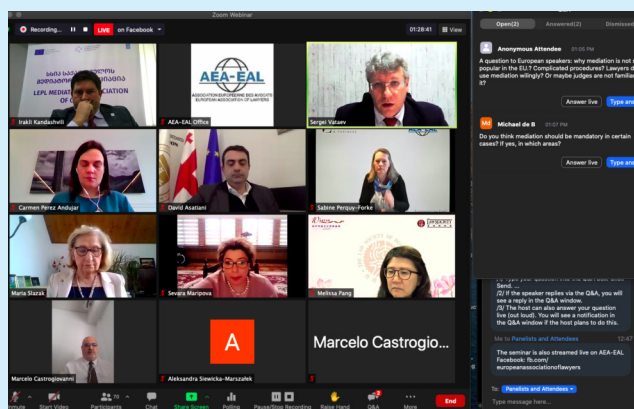 Zoom Webinar
Recording...
LIVE
on Facebook
01:28:41
View
LEPL MEDIATION ASSOCIATION
Irakli Kandashvili
AEA-EAL
ASSOCIATION EUROPEENNE DES AVOCATS
EUROPEAN ASSOCIATION OF LAWYERS
AEA-EAL Office
Sergei Vataev
Carmen Perez Andujar
David Asatiani
Sabine Perquy-Forke
Maria Slazak
Sevara Maripova
Melissa Pang
Marcelo Castrogiovanni
A
Aleksandra Siewicka-Marszałek
Marcelo Castrogio...
Start Video
70
Participants
Chat
Share Screen
Polling
Pause/Stop Recording
Raise Hand
Q&A
More
End
Open(2)
Answered(2)
Dismissed
Anonymous Attendee 01:05 PM
A question to European speakers: why mediation is not
popular in the EU? Complicated procedures? Lawyers
use mediation wilingly? Or maybe judges are not
it?
Answer live
Type
Md
Michael de B 01:07 PM
Do you think mediation should be mandatory in certain
cases? If yes, in which areas?
Answer live
Type
Send.
/2/ If the speaker replies via the Q&A, you will
see a reply in the Q&A window.
/3/ The host can also answer your question
live (out loud). You will see a notification in
the Q&A window if the host plans to do this.
Me to Panelists and Attendees 12:47
The seminar is also streamed live on AEA-EAL
Facebook: fb.com/
europeanassociationoflawyers
To: Panelists and Attendees
Type message here...